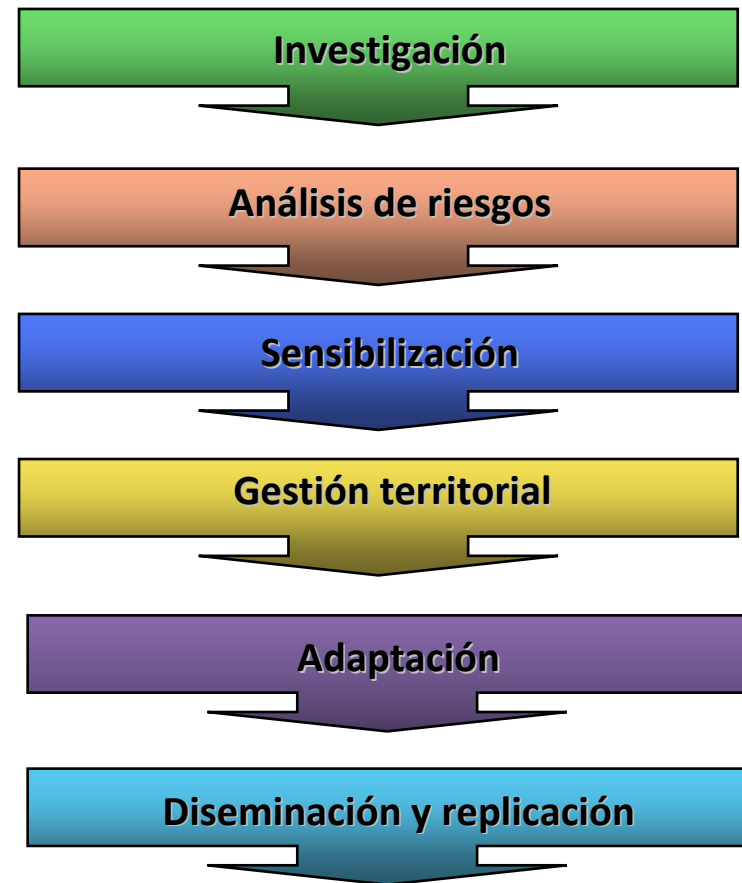 Investigación
Análisis de riesgos
Sensibilización
Gestión territorial
Adaptación
Diseminación y replicación